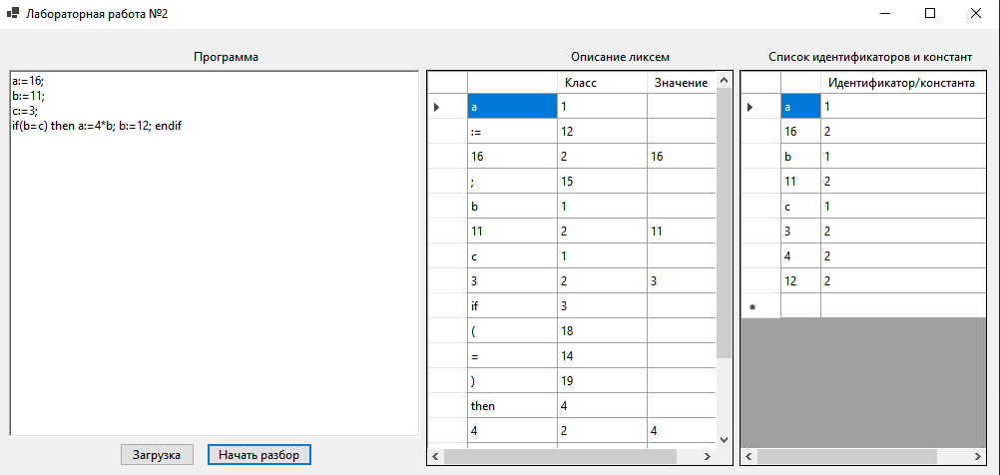 Лабораторная работа №2
Программа
a:=16;
b:=11;
c:=3;
if(b=c) then a:=4*b; b:=12; endif
Загрузка
Начать разбор
Описание ликсем
Класс Значение
a 1
:= 12
16 2 16
; 15
b 1
11 2 11
c 1
3 2 3
if 3
( 18
= 14
) 19
then 4
4 2 4
Список идентификаторов и констант
Идентификатор/константа
a 1
16 2
b 1
11 2
c 1
3 2
4 2
12 2